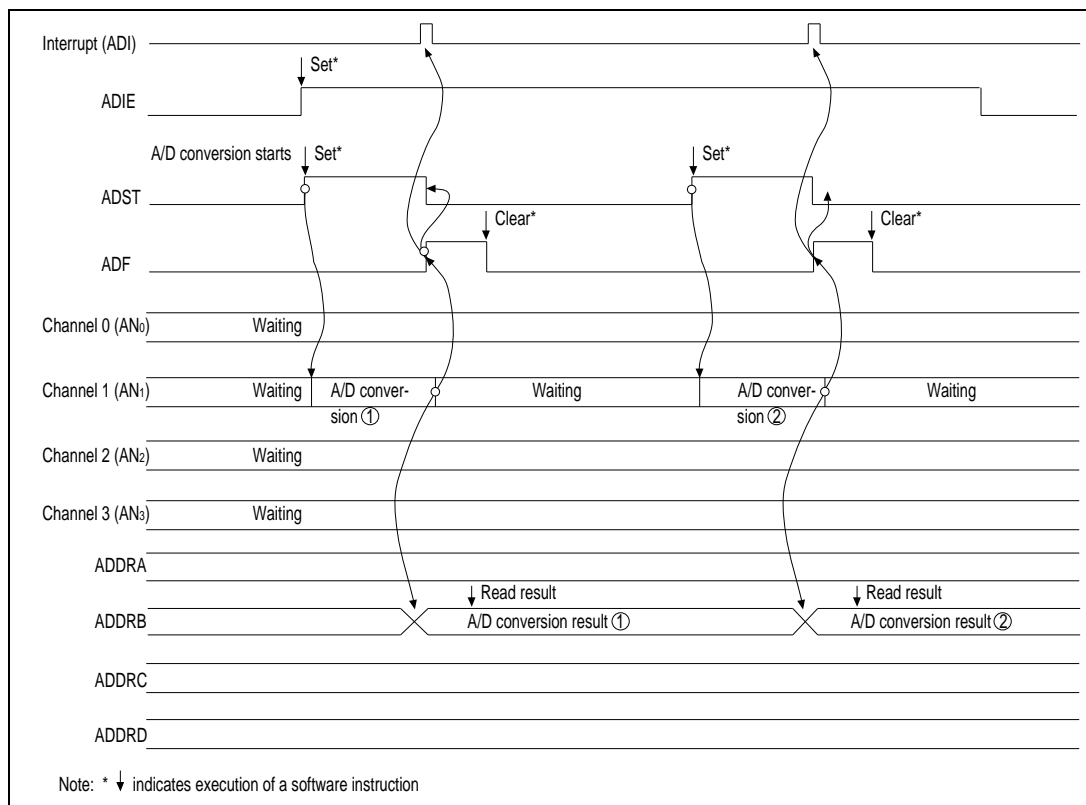 Interrupt (ADI)
Set*
ADIE
A/D conversion starts Set* Set*
ADST
Clear* Clear*
ADF
Channel 0 (AN₀) Waiting
Channel 1 (AN₁) Waiting A/D conver- Waiting A/D conver- Waiting
sion ① sion ②
Channel 2 (AN₂) Waiting
Channel 3 (AN₃) Waiting
ADDRA
Read result Read result
ADDRB A/D conversion result ① A/D conversion result ②
ADDRC
ADDRD
Note: * ↓ indicates execution of a software instruction